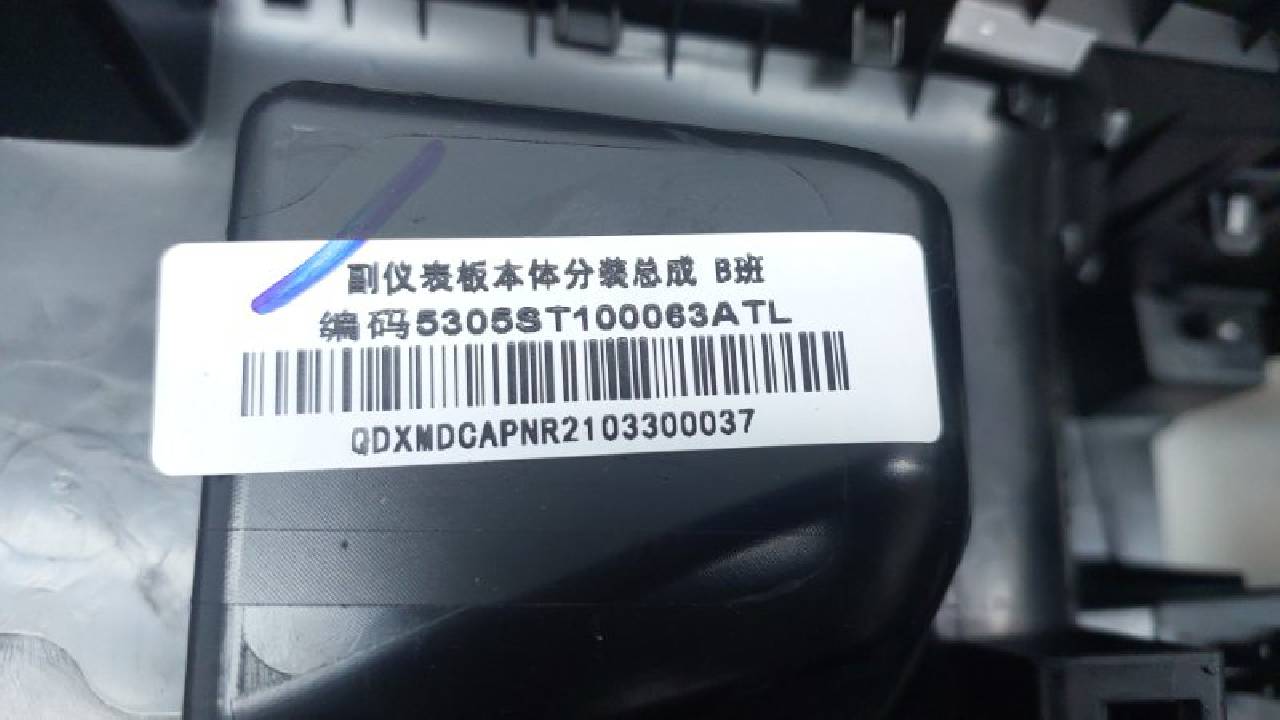 副仪表板本体分装总成 B班
编码5305ST100063ATL
QDXMDCAPNR2103300037